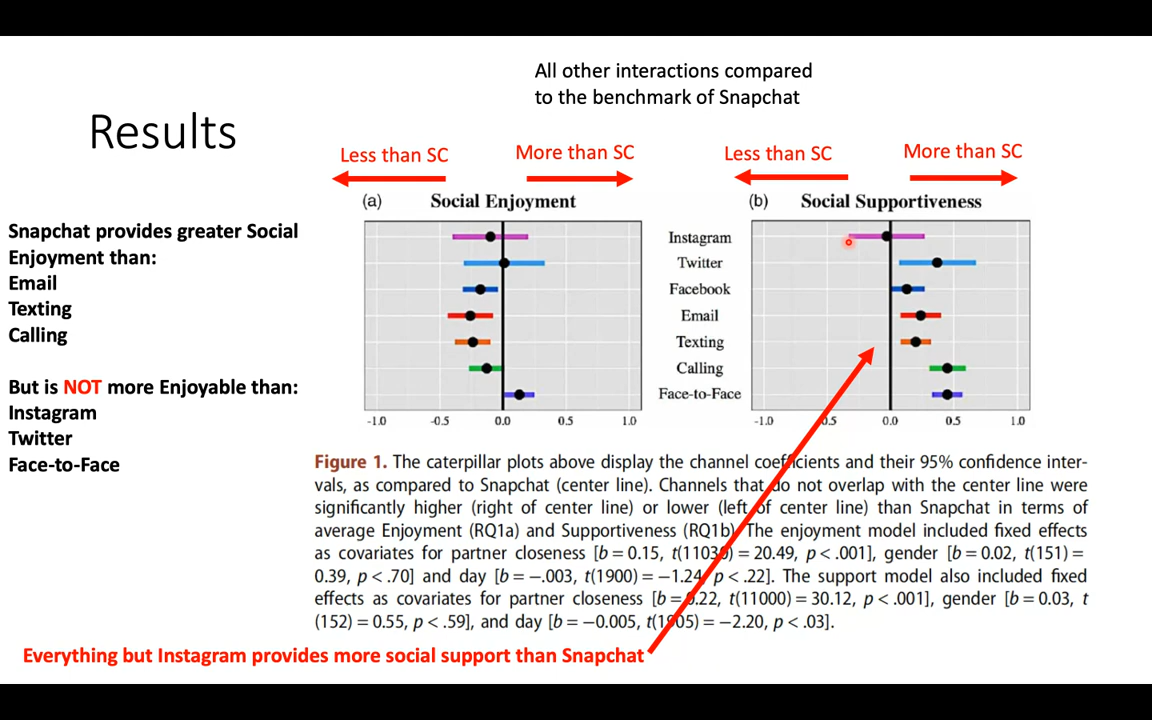 All other interactions compared
to the benchmark of Snapchat
Results
Less than SC
More than SC
Less than SC
More than SC
(a) Social Enjoyment
(b) Social Supportiveness
Snapchat provides greater Social
Enjoyment than:
Email
Texting
Calling
But is NOT more Enjoyable than:
Instagram
Twitter
Face-to-Face
Instagram
Twitter
Facebook
Email
Texting
Calling
Face-to-Face
-1.0 -0.5 0.0 0.5 1.0
-1.0 -0.5 0.0 0.5 1.0
Figure 1. The caterpillar plots above display the channel coefficients and their 95% confidence inter-
vals, as compared to Snapchat (center line). Channels that do not overlap with the center line were
significantly higher (right of center line) or lower (left of center line) than Snapchat in terms of
average Enjoyment (RQ1a) and Supportiveness (RQ1b). The enjoyment model included fixed effects
as covariates for partner closeness [b = 0.15, t(11030) = 20.49, p < .001], gender [b = 0.02, t(151) =
0.39, p < .70] and day [b = −.003, t(1900) = −1.24, p < .22]. The support model also included fixed
effects as covariates for partner closeness [b = 0.22, t(11000) = 30.12, p < .001], gender [b = 0.03, t
(152) = 0.55, p < .59], and day [b = −0.005, t(1905) = −2.20, p < .03].
Everything but Instagram provides more social support than Snapchat